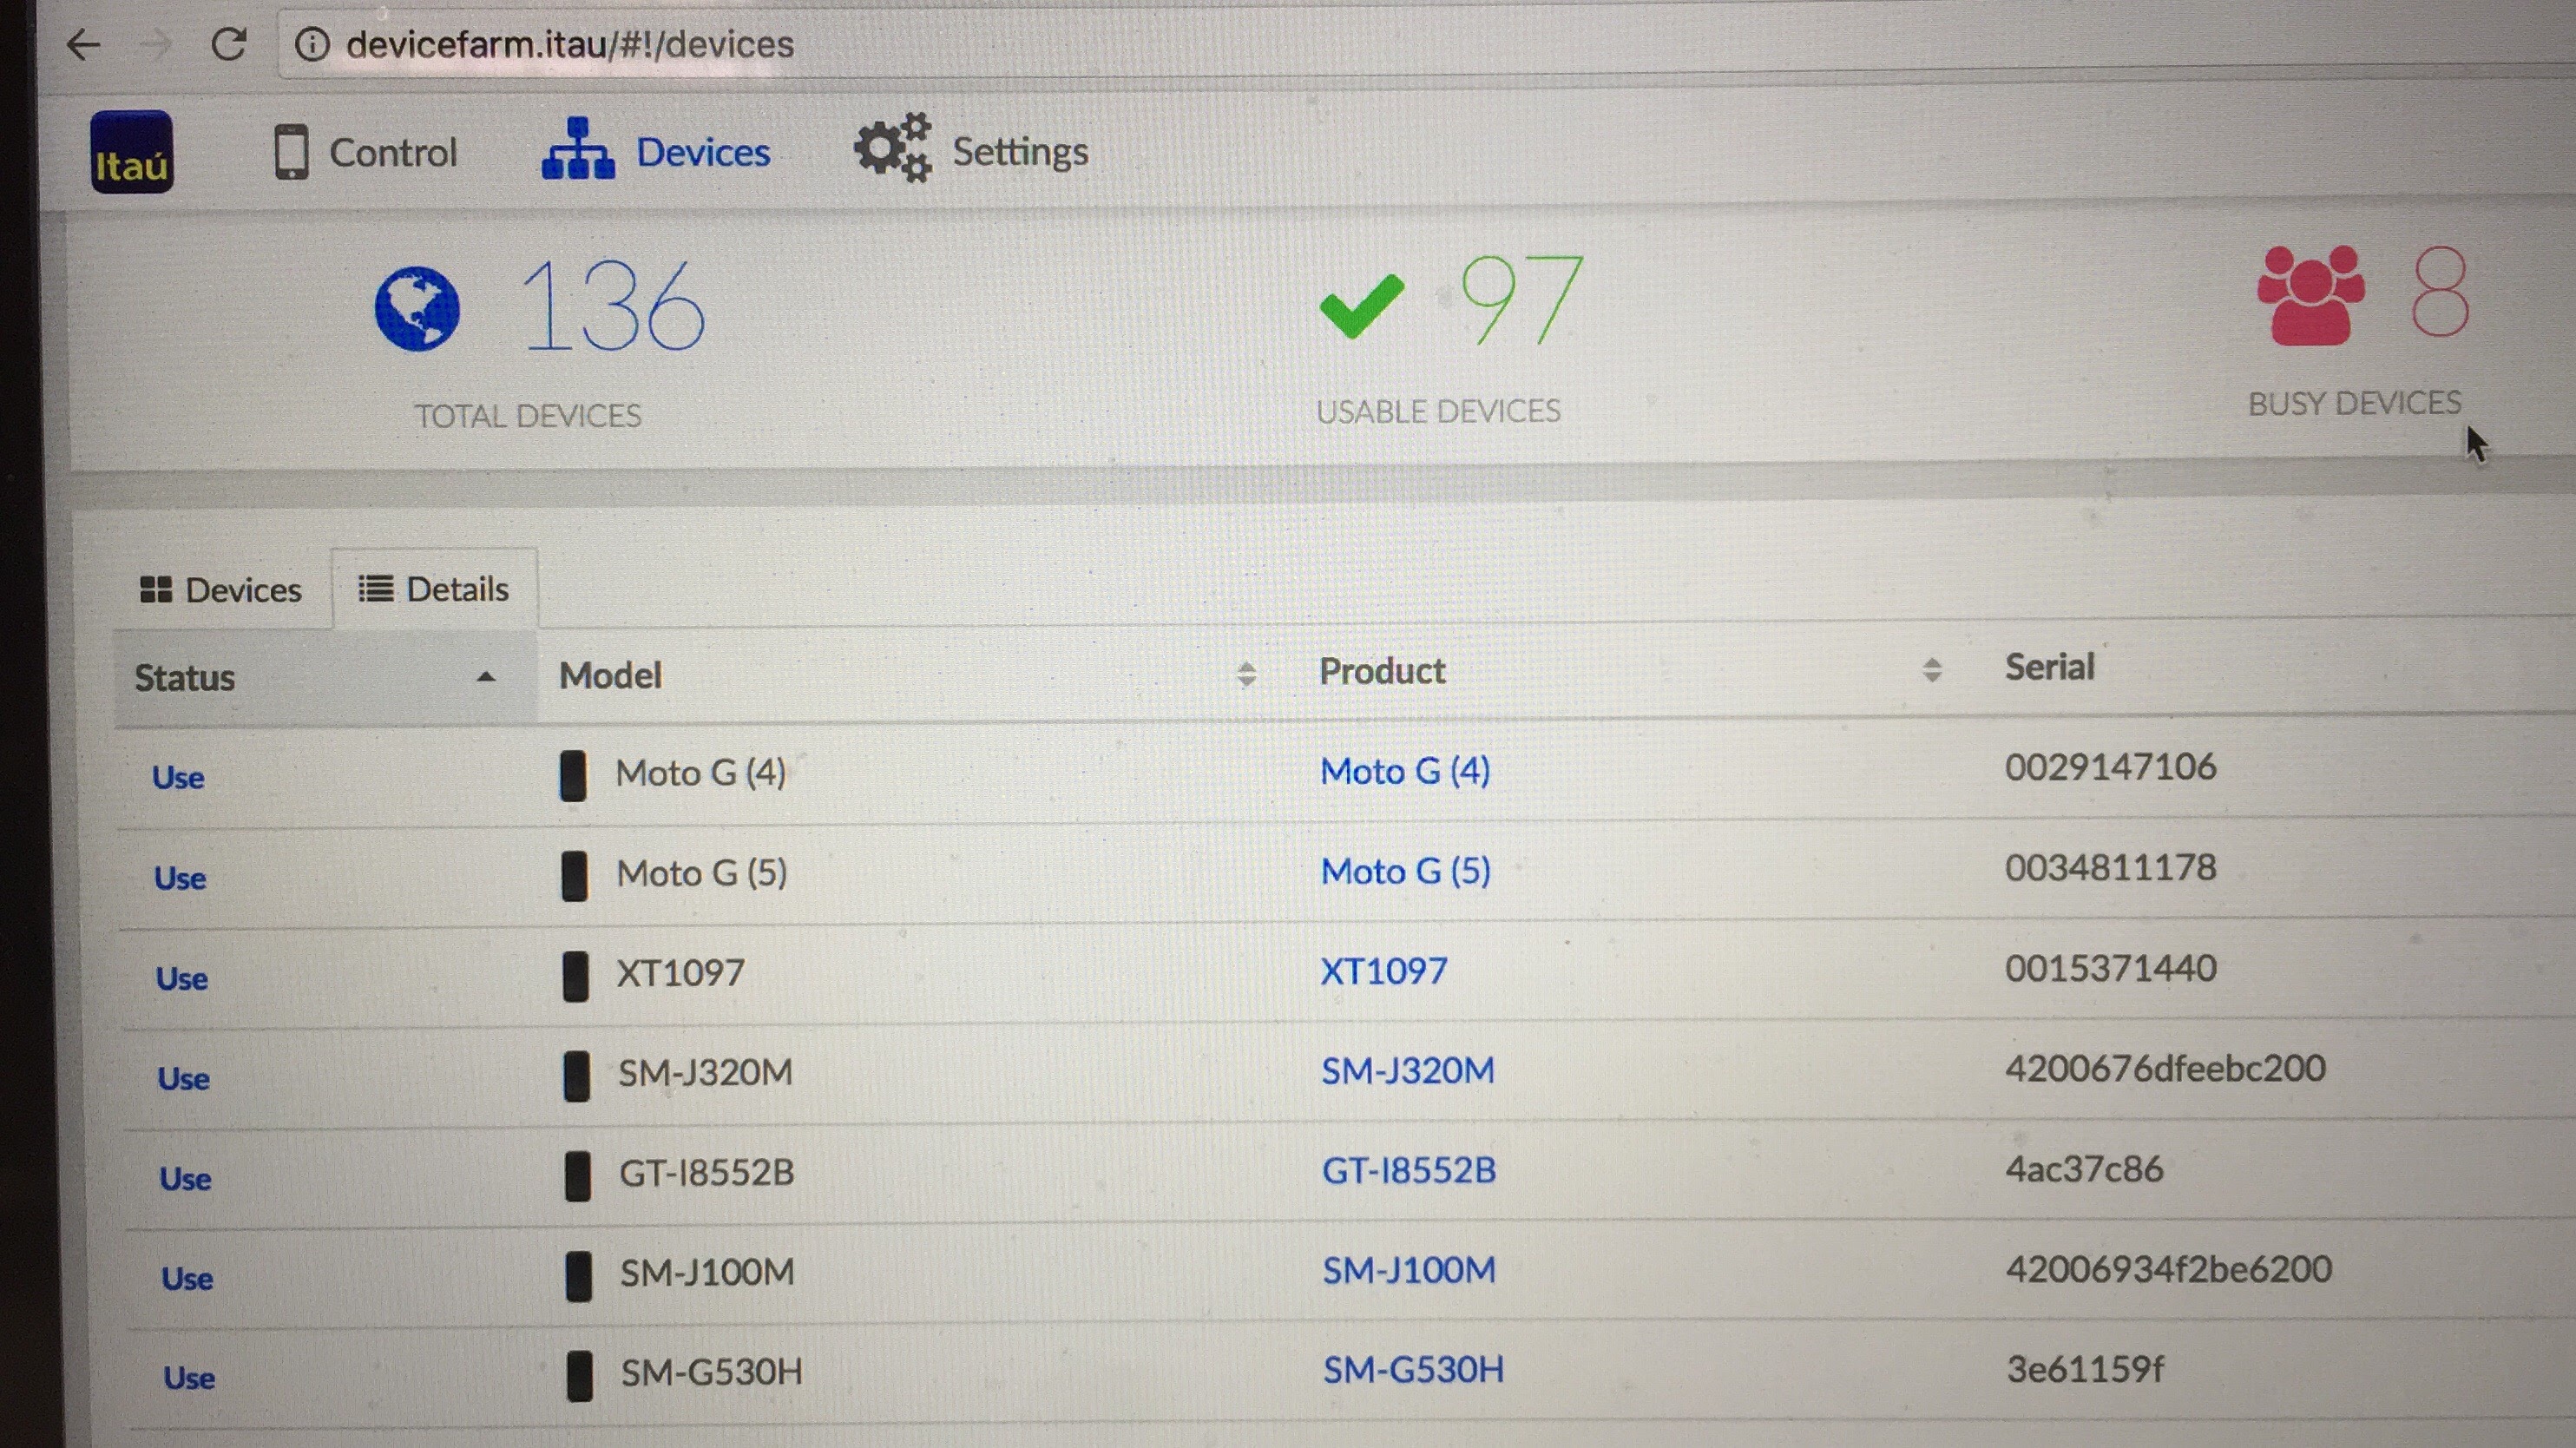 devicefarm.itau/#!/devices
Itaú Control Devices Settings
136 97 8
TOTAL DEVICES USABLE DEVICES BUSY DEVICES
Devices Details
Status Model Product Serial
Use Moto G (4) Moto G (4) 0029147106
Use Moto G (5) Moto G (5) 0034811178
Use XT1097 XT1097 0015371440
Use SM-J320M SM-J320M 4200676dfeebc200
Use GT-I8552B GT-I8552B 4ac37c86
Use SM-J100M SM-J100M 42006934f2be6200
Use SM-G530H SM-G530H 3e61159f